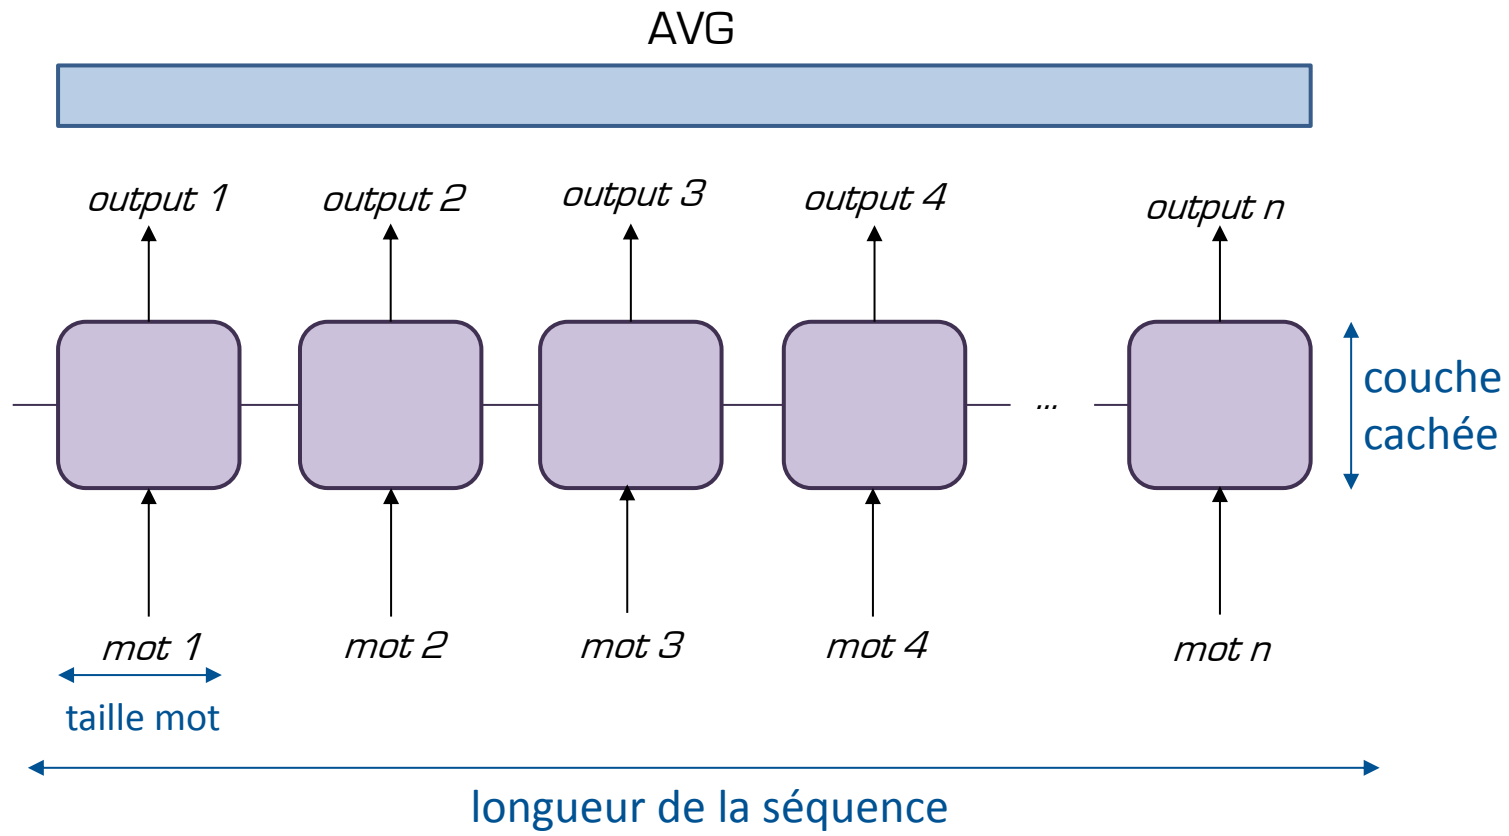 AVG
output 1 output 2 output 3 output 4 output n
couche
cachée
...
mot 1 mot 2 mot 3 mot 4 mot n
taille mot
longueur de la séquence